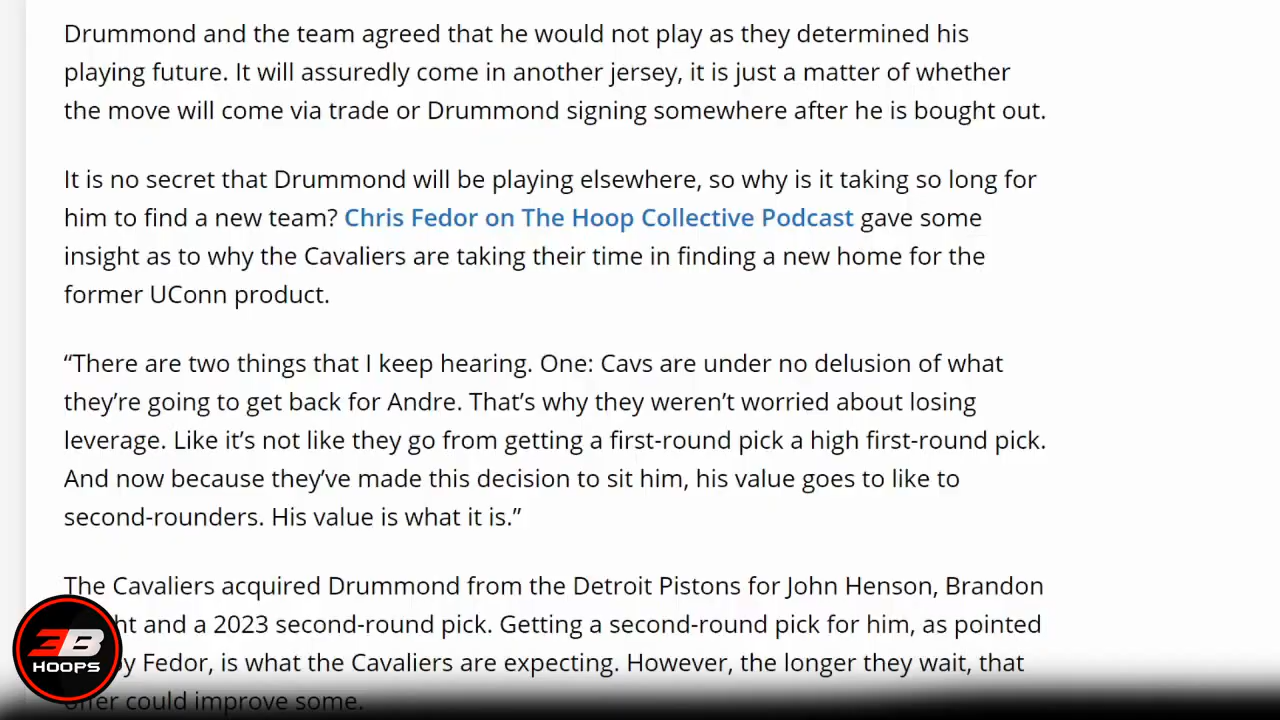 Drummond and the team agreed that he would not play as they determined his
playing future. It will assuredly come in another jersey, it is just a matter of whether
the move will come via trade or Drummond signing somewhere after he is bought out.
It is no secret that Drummond will be playing elsewhere, so why is it taking so long for
him to find a new team? Chris Fedor on The Hoop Collective Podcast gave some
insight as to why the Cavaliers are taking their time in finding a new home for the
former UConn product.
“There are two things that I keep hearing. One: Cavs are under no delusion of what
they’re going to get back for Andre. That’s why they weren’t worried about losing
leverage. Like it’s not like they go from getting a first-round pick a high first-round pick.
And now because they’ve made this decision to sit him, his value goes to like to
second-rounders. His value is what it is.”
The Cavaliers acquired Drummond from the Detroit Pistons for John Henson, Brandon
and a 2023 second-round pick. Getting a second-round pick for him, as pointed
by Fedor, is what the Cavaliers are expecting. However, the longer they wait, that
offer could improve some.
3B
HOOPS